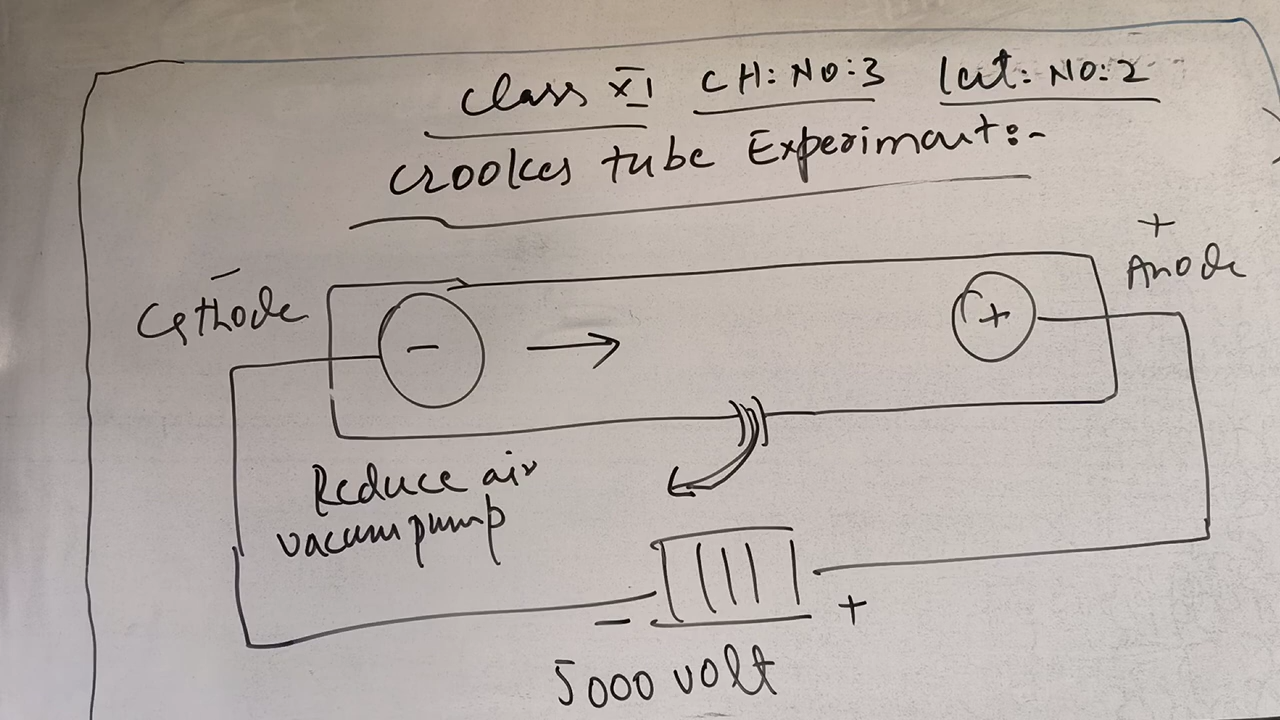 Class XI CH: NO:3 Lect: NO:2
Crookes tube Experimant:-
+
Anode
-
Cathode
-
+
Reduce air
vacum pump
- +
5000 volt